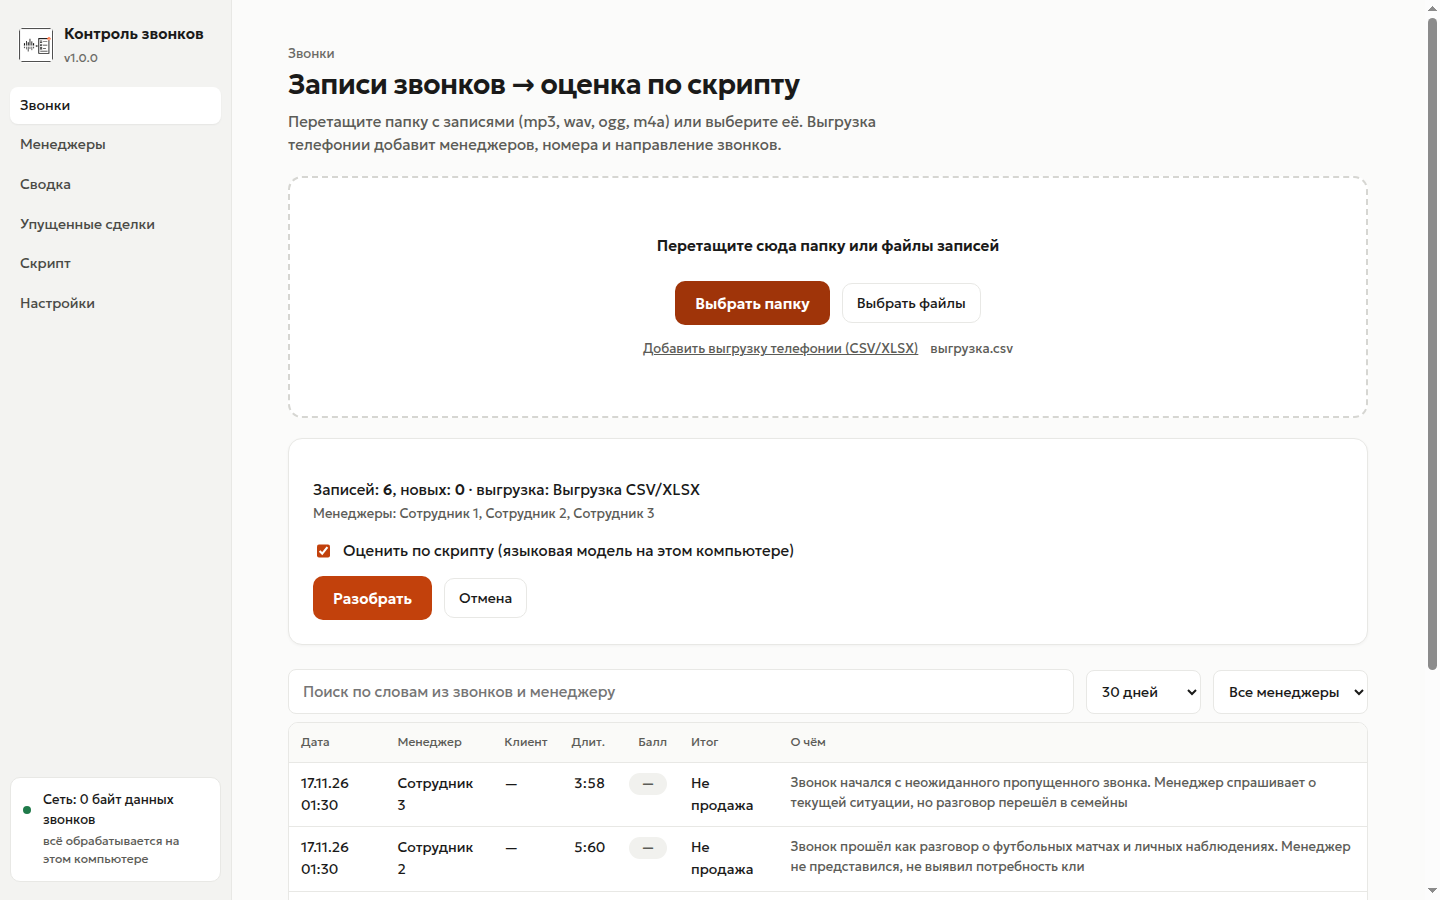 Контроль звонков
v1.0.0
Звонки
Менеджеры
Сводка
Упущенные сделки
Скрипт
Настройки
Сеть: 0 байт данных
звонков
всё обрабатывается на
этом компьютере
Звонки
Записи звонков → оценка по скрипту
Перетащите папку с записями (mp3, wav, ogg, m4a) или выберите её. Выгрузка
телефонии добавит менеджеров, номера и направление звонков.
Перетащите сюда папку или файлы записей
Выбрать папку Выбрать файлы
Добавить выгрузку телефонии (CSV/XLSX) выгрузка.csv
Записей: 6, новых: 0 · выгрузка: Выгрузка CSV/XLSX
Менеджеры: Сотрудник 1, Сотрудник 2, Сотрудник 3
Оценить по скрипту (языковая модель на этом компьютере)
Разобрать Отмена
Поиск по словам из звонков и менеджеру 30 дней Все менеджеры
Дата Менеджер Клиент Длит. Балл Итог О чём
17.11.26 Сотрудник — 3:58 — Не Звонок начался с неожиданного пропущенного звонка. Менеджер спрашивает о
01:30 3 продажа текущей ситуации, но разговор перешёл в семейны
17.11.26 Сотрудник — 5:60 — Не Звонок прошёл как разговор о футбольных матчах и личных наблюдениях. Менеджер
01:30 2 продажа не представился, не выявил потребность кли